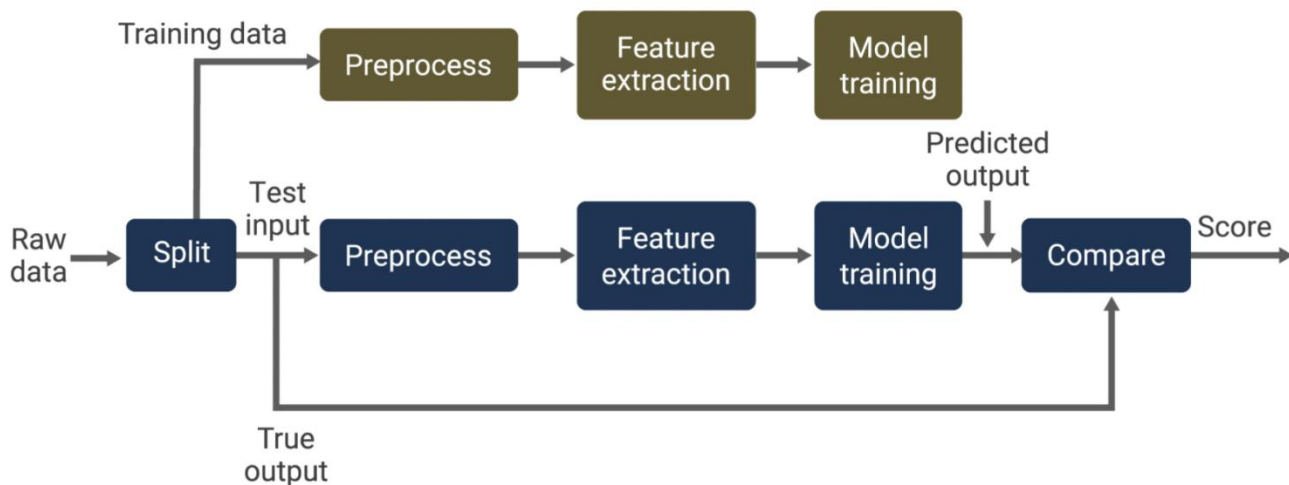 Training data
Preprocess
Feature
extraction
Model
training
Predicted
output
Raw
data
Split
Test
input
Preprocess
Feature
extraction
Model
training
Compare
Score
True
output